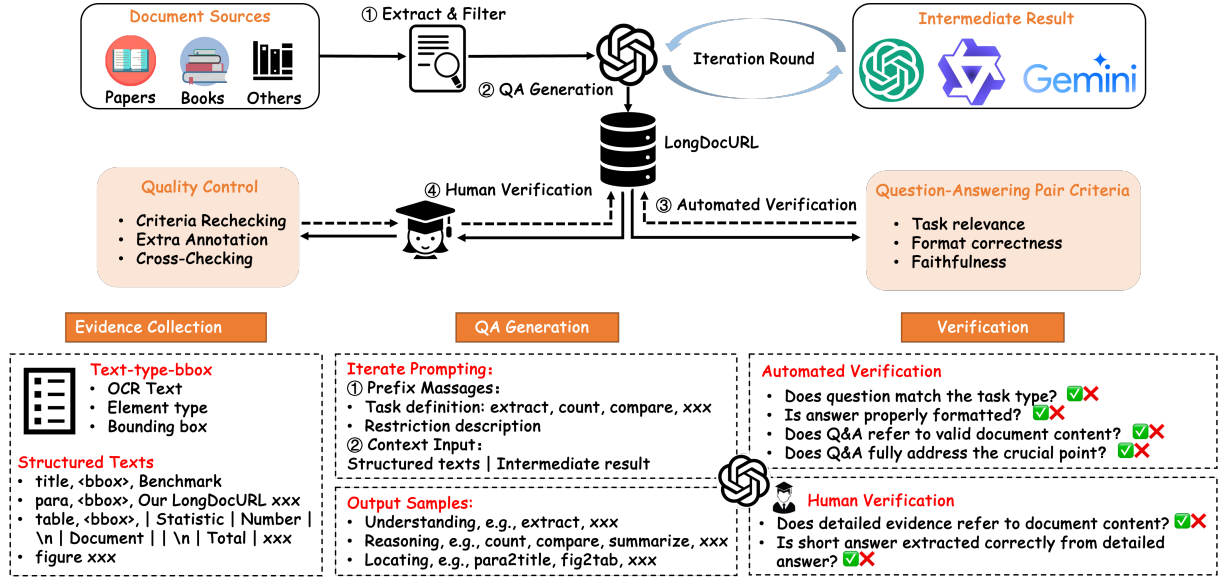 Document Sources
Papers
Books
Others
① Extract & Filter
② QA Generation
Iteration Round
Intermediate Result
Gemini
LongDocURL
Quality Control
• Criteria Rechecking
• Extra Annotation
• Cross-Checking
④ Human Verification
③ Automated Verification
Question-Answering Pair Criteria
• Task relevance
• Format correctness
• Faithfulness
Evidence Collection
Text-type-bbox
• OCR Text
• Element type
• Bounding box
Structured Texts
• title, <bbox>, Benchmark
• para, <bbox>, Our LongDocURL xxx
• table, <bbox>, | Statistic | Number |
\n | Document | | \n | Total | xxx
• figure xxx
QA Generation
Iterate Prompting:
① Prefix Massages:
• Task definition: extract, count, compare, xxx
• Restriction description
② Context Input:
Structured texts | Intermediate result
Output Samples:
• Understanding, e.g., extract, xxx
• Reasoning, e.g., count, compare, summarize, xxx
• Locating, e.g., para2title, fig2tab, xxx
Verification
Automated Verification
• Does question match the task type? ✅❌
• Is answer properly formatted? ✅❌
• Does Q&A refer to valid document content? ✅❌
• Does Q&A fully address the crucial point? ✅❌
Human Verification
• Does detailed evidence refer to document content? ✅❌
• Is short answer extracted correctly from detailed
answer? ✅❌